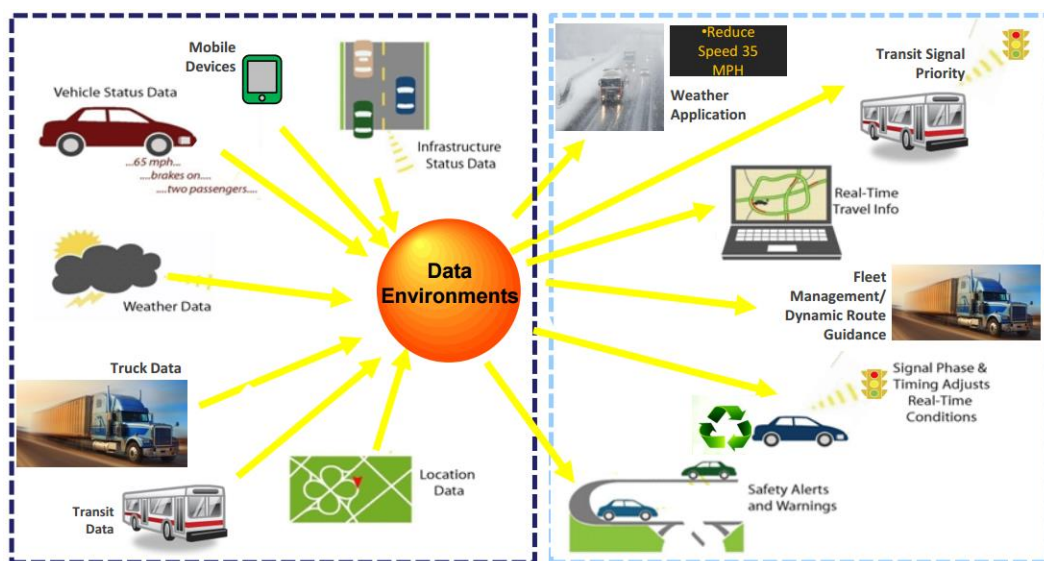 Mobile
Devices
Vehicle Status Data
...65 mph...
....brakes on...
....two passengers....
Infrastructure
Status Data
Weather Data
Truck Data
Transit
Data
Location
Data
Data
Environments
•Reduce
Speed 35
MPH
Weather
Application
Transit Signal
Priority
Real-Time
Travel Info
Fleet
Management/
Dynamic Route
Guidance
Signal Phase &
Timing Adjusts
Real-Time
Conditions
Safety Alerts
and Warnings